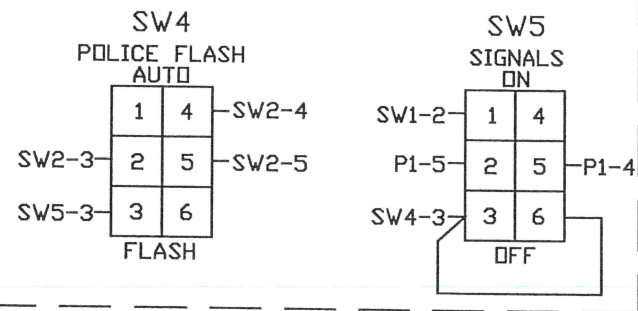 SW4
POLICE FLASH
AUTO
1 4 SW2-4
SW2-3 2 5 SW2-5
SW5-3 3 6
FLASH
SW5
SIGNALS
ON
SW1-2 1 4
P1-5 2 5 P1-4
SW4-3 3 6
OFF